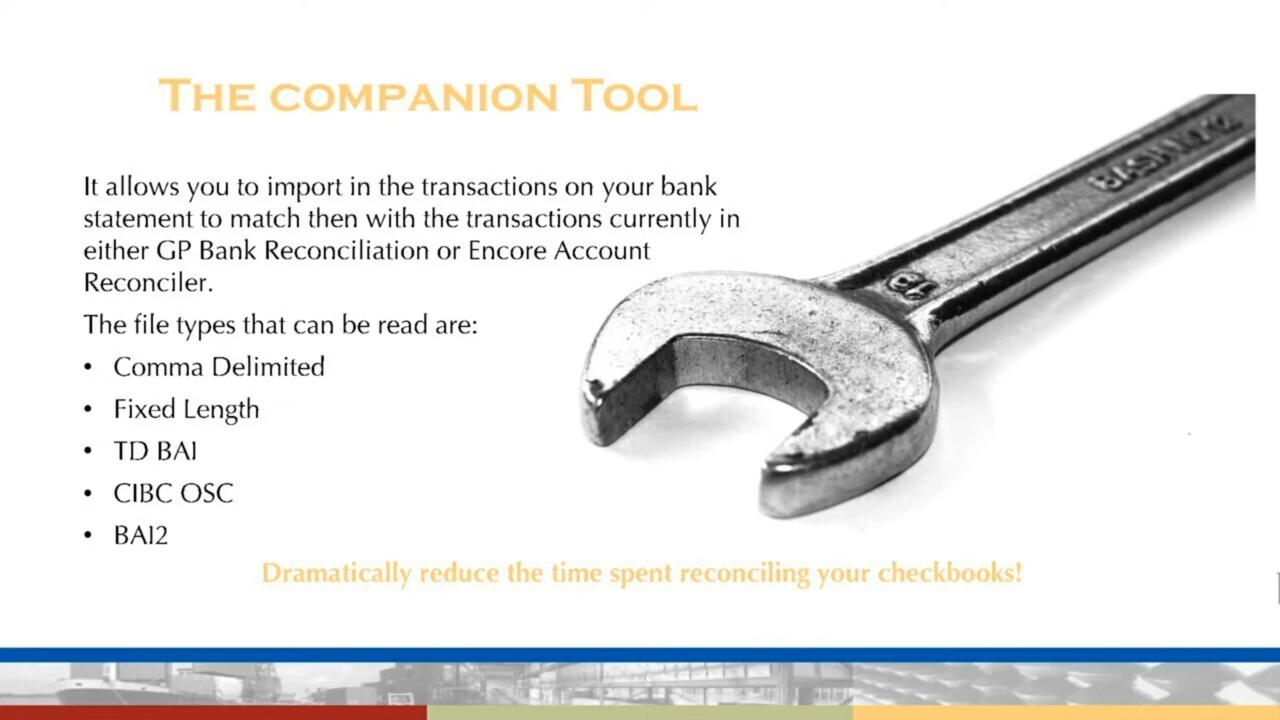 The companion Tool
It allows you to import in the transactions on your bank
statement to match then with the transactions currently in
either GP Bank Reconciliation or Encore Account
Reconciler.
The file types that can be read are:
• Comma Delimited
• Fixed Length
• TD BAI
• CIBC OSC
• BAI2
Dramatically reduce the time spent reconciling your checkbooks!